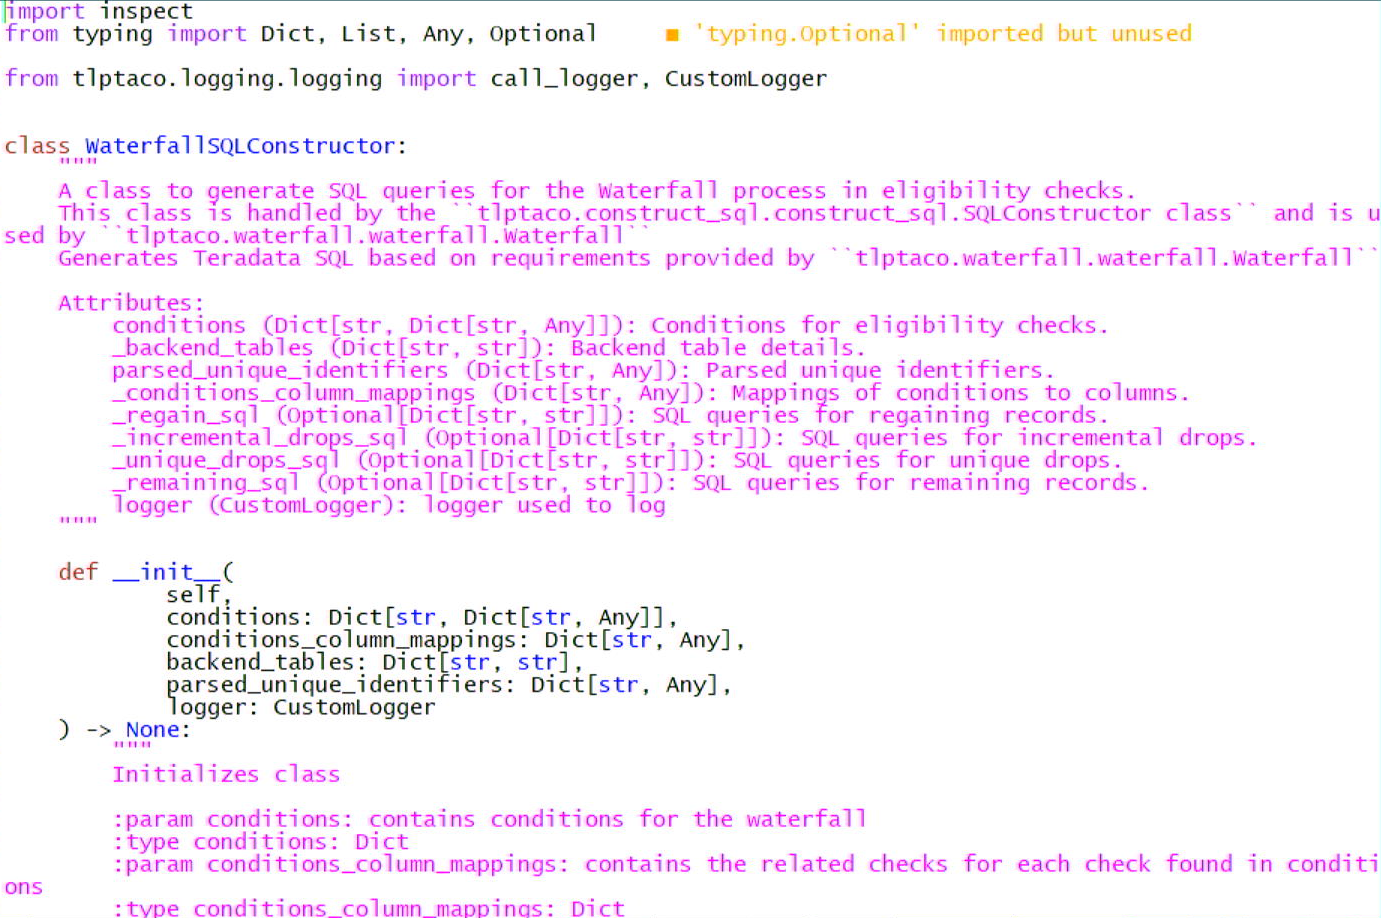 import inspect
from typing import Dict, List, Any, Optional     ■ 'typing.Optional' imported but unused

from tlptaco.logging.logging import call_logger, CustomLogger


class WaterfallSQLConstructor:
    """
    A class to generate SQL queries for the Waterfall process in eligibility checks.
    This class is handled by the ``tlptaco.construct_sql.construct_sql.SQLConstructor class`` and is u
sed by ``tlptaco.waterfall.waterfall.Waterfall``
    Generates Teradata SQL based on requirements provided by ``tlptaco.waterfall.waterfall.Waterfall``

    Attributes:
        conditions (Dict[str, Dict[str, Any]]): Conditions for eligibility checks.
        _backend_tables (Dict[str, str]): Backend table details.
        parsed_unique_identifiers (Dict[str, Any]): Parsed unique identifiers.
        _conditions_column_mappings (Dict[str, Any]): Mappings of conditions to columns.
        _regain_sql (Optional[Dict[str, str]]): SQL queries for regaining records.
        _incremental_drops_sql (Optional[Dict[str, str]]): SQL queries for incremental drops.
        _unique_drops_sql (Optional[Dict[str, str]]): SQL queries for unique drops.
        _remaining_sql (Optional[Dict[str, str]]): SQL queries for remaining records.
        logger (CustomLogger): logger used to log
    """

    def __init__(
            self,
            conditions: Dict[str, Dict[str, Any]],
            conditions_column_mappings: Dict[str, Any],
            backend_tables: Dict[str, str],
            parsed_unique_identifiers: Dict[str, Any],
            logger: CustomLogger
    ) -> None:
        """
        Initializes class

        :param conditions: contains conditions for the waterfall
        :type conditions: Dict
        :param conditions_column_mappings: contains the related checks for each check found in conditi
ons
        :type conditions_column_mappings: Dict